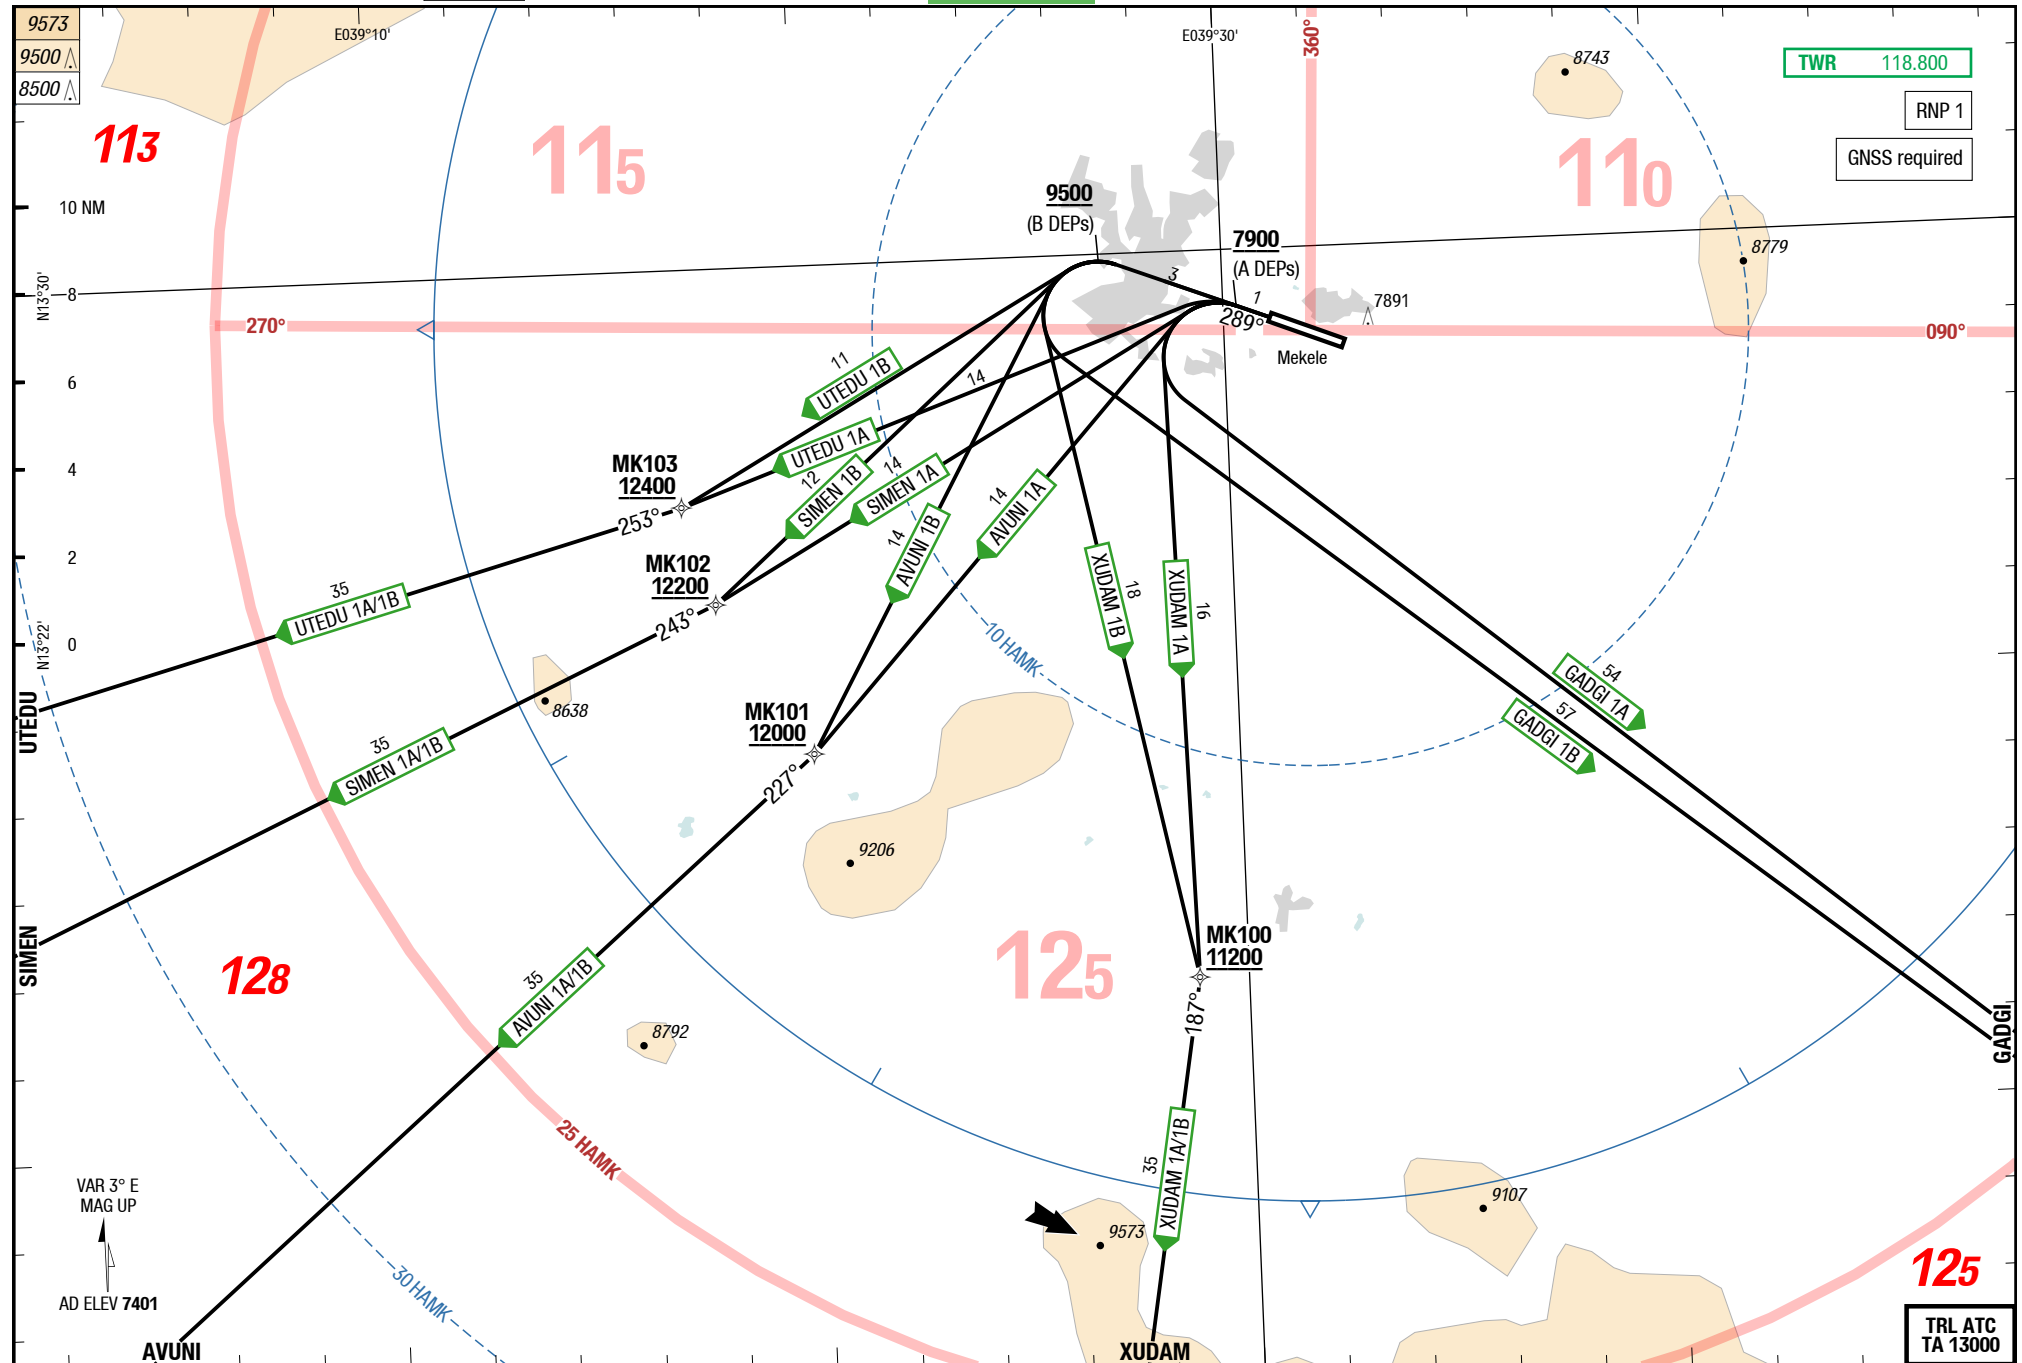 9573
9500
8500
E039°10'
E039°30'
360°
8743
TWR 118.800
RNP 1
GNSS required
113
115
110
10 NM
9500
(B DEPs)
7900
(A DEPs)
8779
N13°30'
8
3
1
289°
7891
270°
090°
Mekele
6
11
UTEDU 1B
14
UTEDU 1A
4
MK103
12400
253°
12
SIMEN 1B
14
SIMEN 1A
14
AVUNI 1A
14
AVUNI 1B
2
MK102
12200
243°
XUDAM 1B
18
XUDAM 1A
16
35
UTEDU 1A/1B
N13°22'
0
10 HAMK
54
GADGI 1A
57
GADGI 1B
UTEDU
8638
MK101
12000
227°
35
SIMEN 1A/1B
9206
SIMEN
128
125
MK100
11200
187°
35
AVUNI 1A/1B
8792
GADGI
25 HAMK
35
XUDAM 1A/1B
VAR 3° E
MAG UP
9573
9107
30 HAMK
125
AD ELEV 7401
TRL ATC
TA 13000
AVUNI
XUDAM